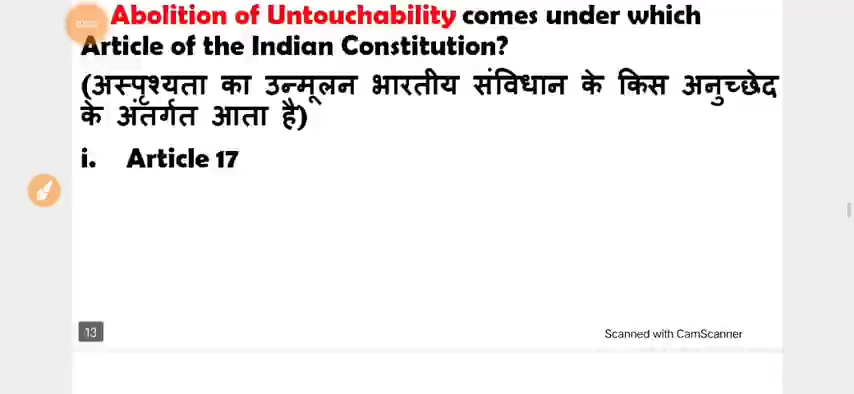 Abolition of Untouchability comes under which
Article of the Indian Constitution?
(अस्पृश्यता का उन्मूलन भारतीय संविधान के किस अनुच्छेद
के अंतर्गत आता है)
i. Article 17
13
Scanned with CamScanner